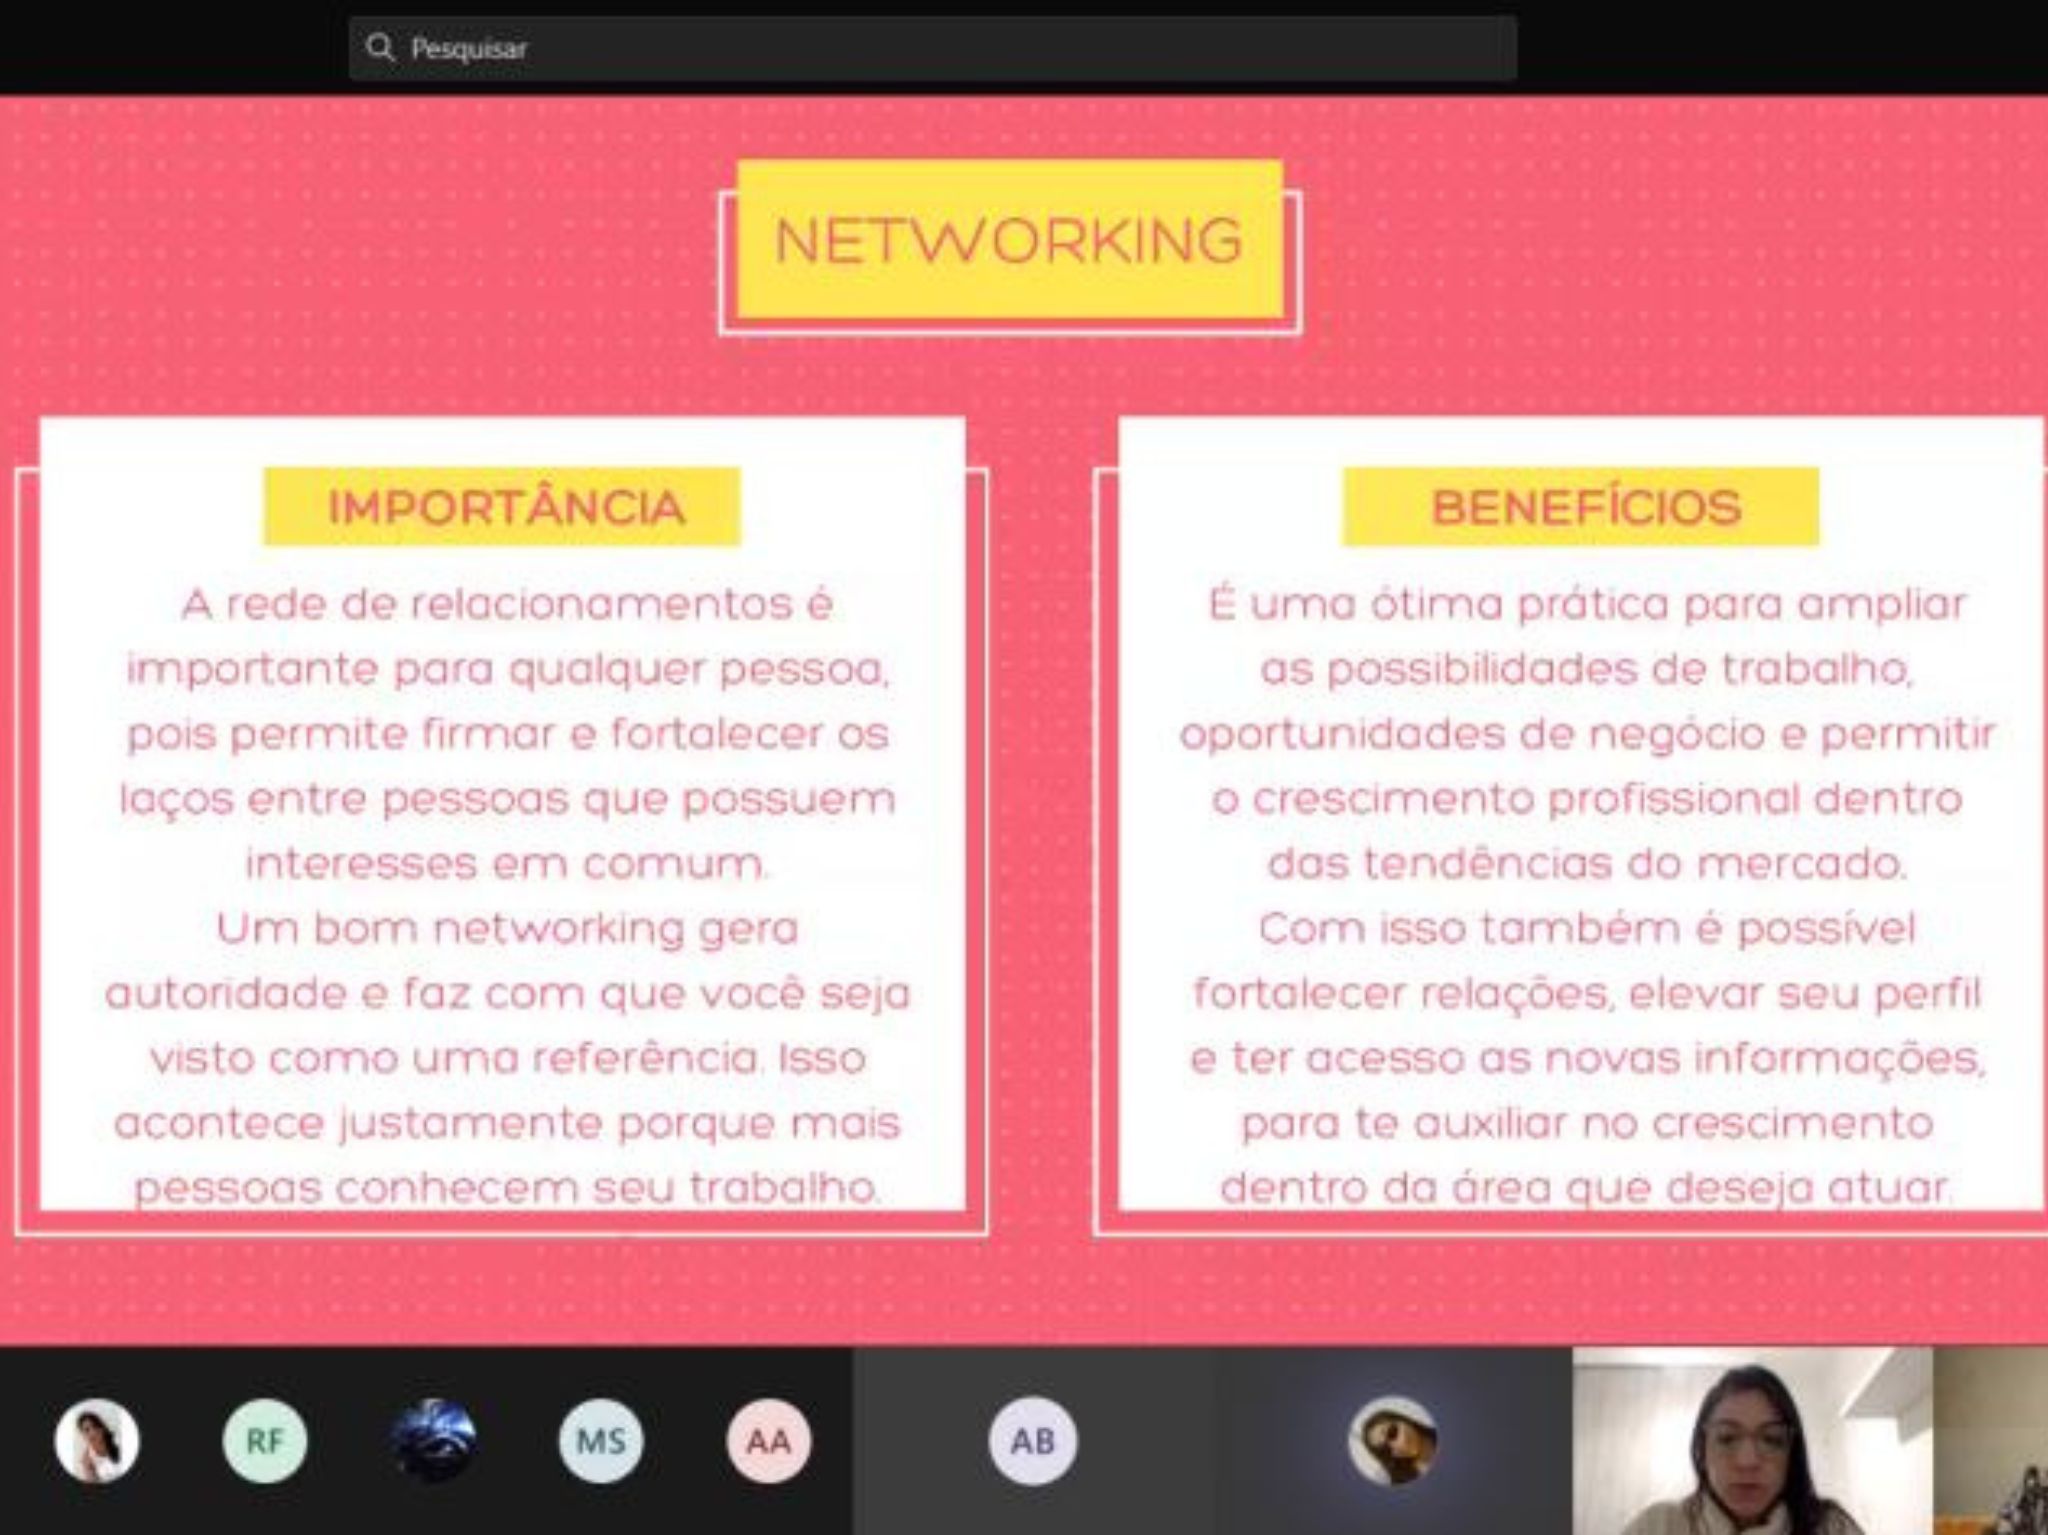 Pesquisar
NETWORKING
IMPORTÂNCIA
A rede de relacionamentos é
importante para qualquer pessoa,
pois permite firmar e fortalecer os
laços entre pessoas que possuem
interesses em comum.
Um bom networking gera
autoridade e faz com que você seja
visto como uma referência. Isso
acontece justamente porque mais
pessoas conhecem seu trabalho.
BENEFÍCIOS
É uma ótima prática para ampliar
as possibilidades de trabalho,
oportunidades de negócio e permitir
o crescimento profissional dentro
das tendências do mercado.
Com isso também é possível
fortalecer relações, elevar seu perfil
e ter acesso as novas informações,
para te auxiliar no crescimento
dentro da área que deseja atuar.
RF
MS
AA
AB